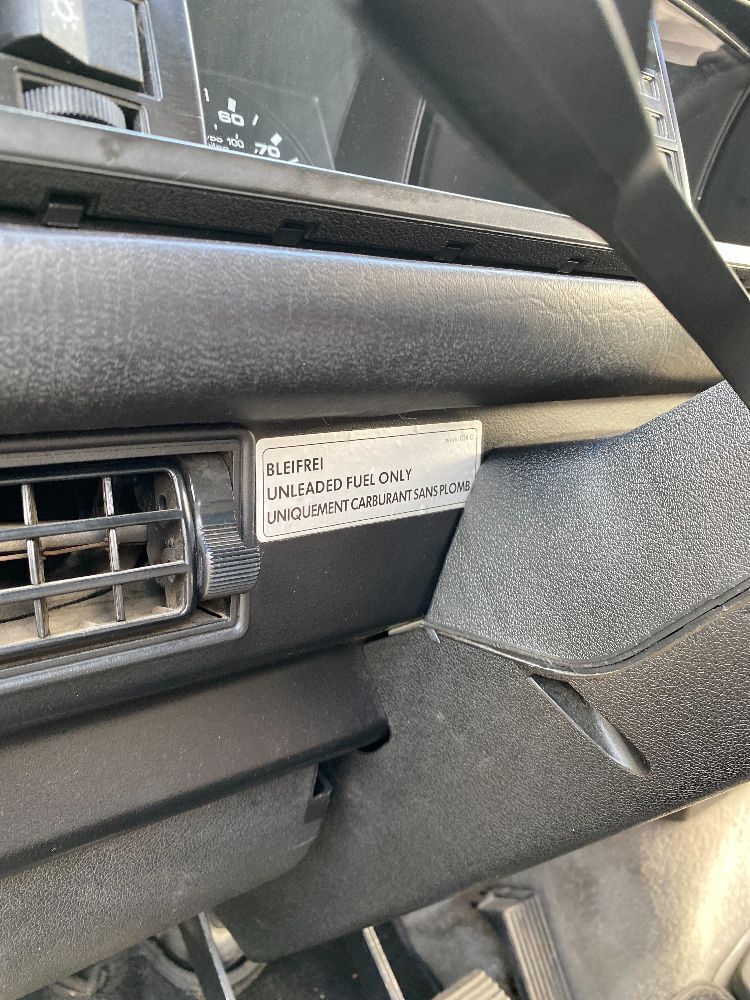 60
100
70
BLEIFREI
UNLEADED FUEL ONLY
UNIQUEMENT CARBURANT SANS PLOMB